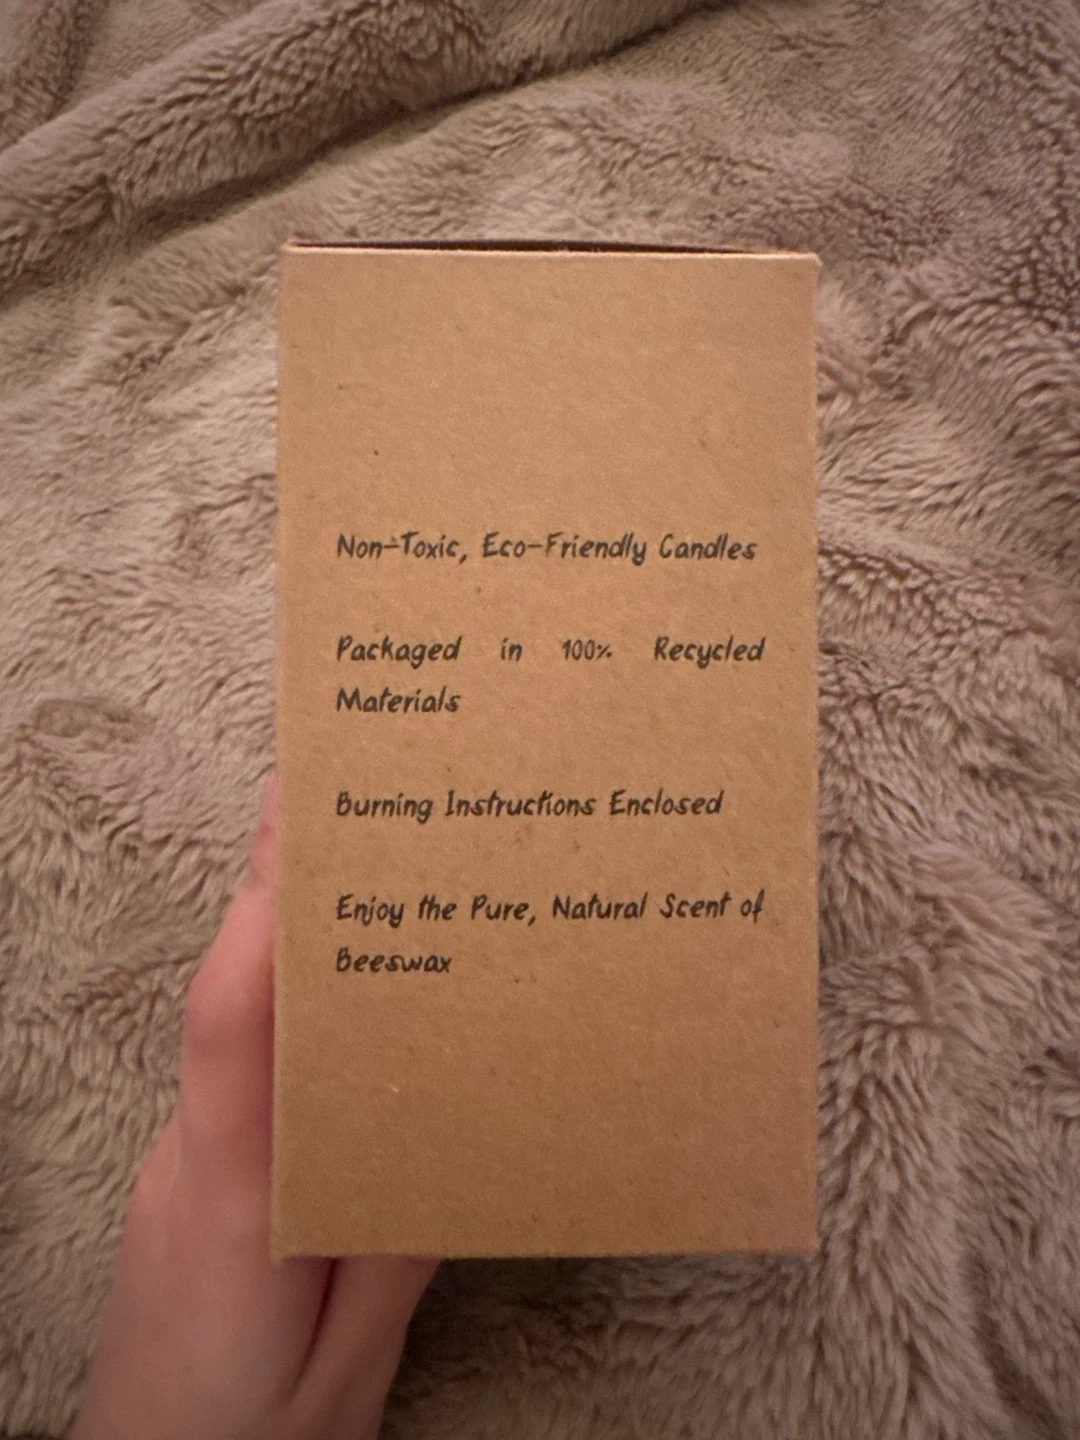 Non-Toxic, Eco-Friendly Candles
Packaged in 100% Recycled
Materials
Burning Instructions Enclosed
Enjoy the Pure, Natural Scent of
Beeswax